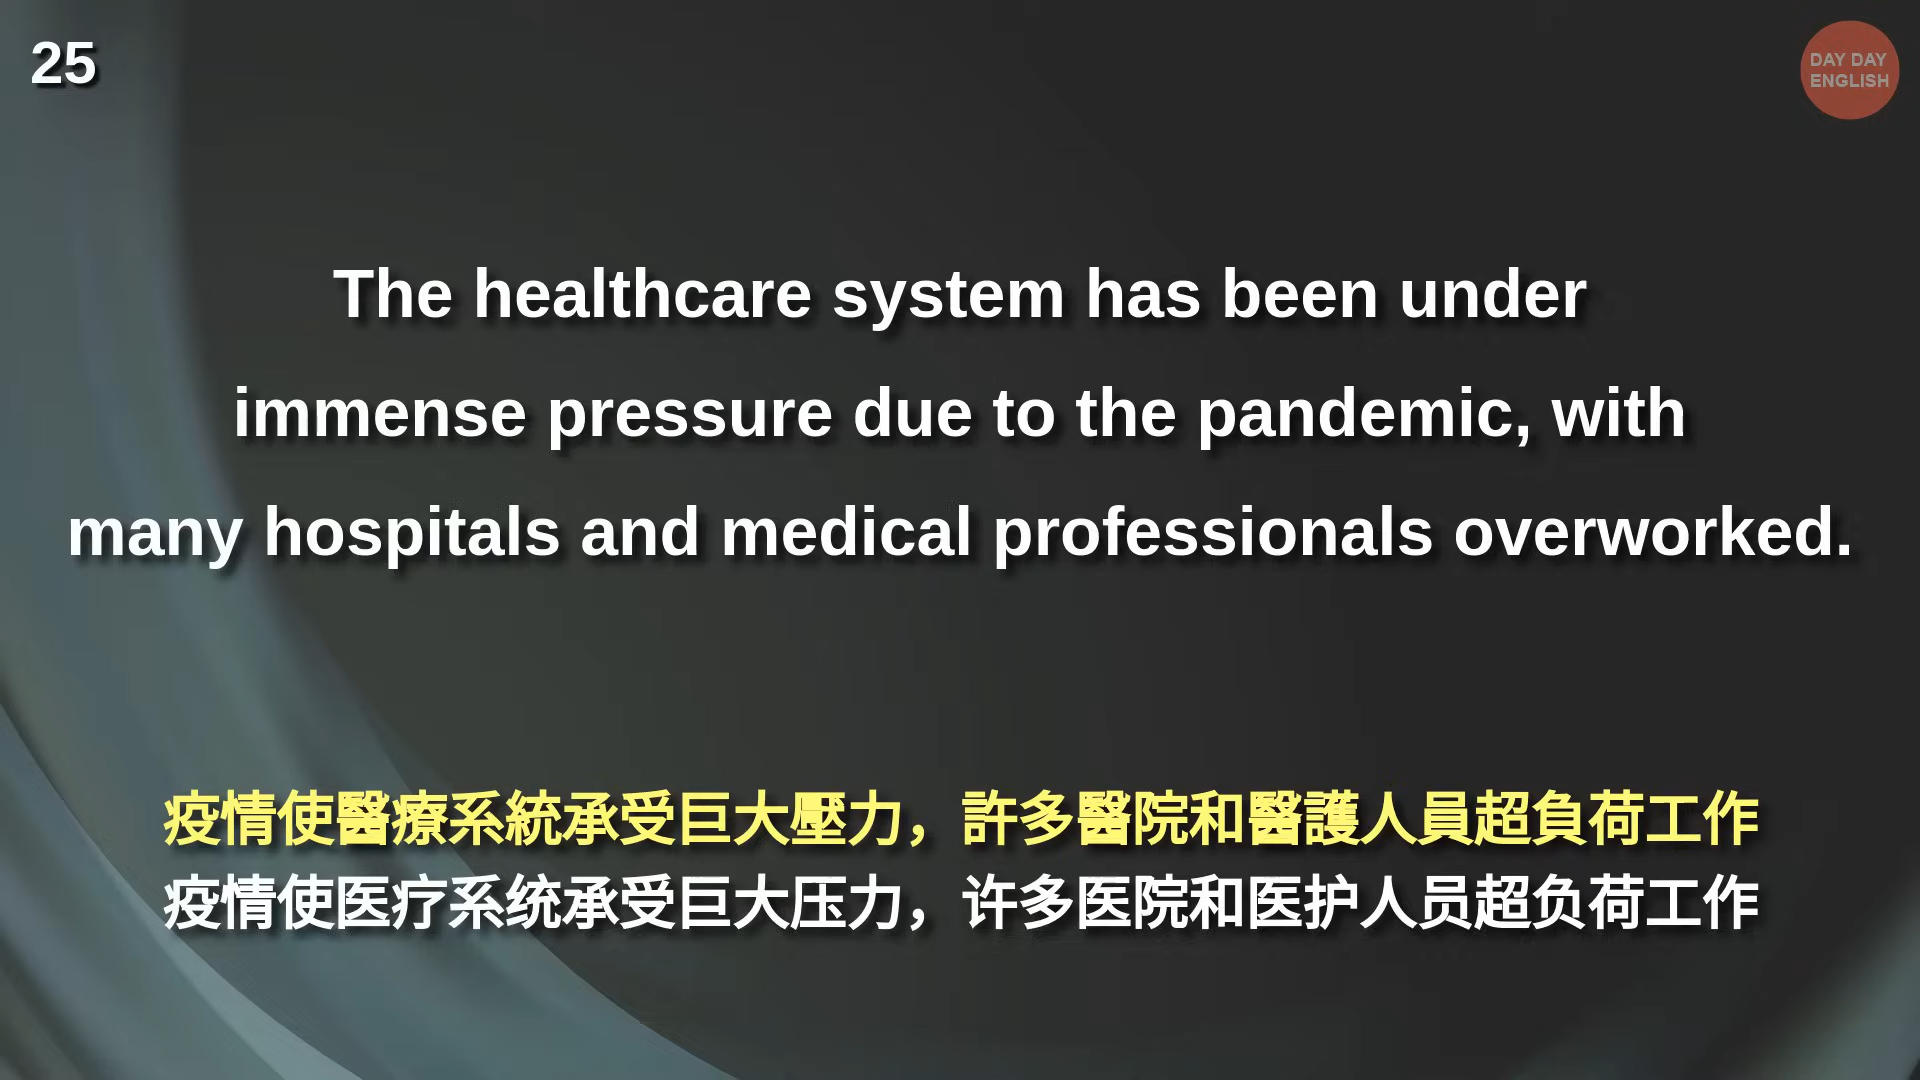 25
DAY DAY
ENGLISH
The healthcare system has been under
immense pressure due to the pandemic, with
many hospitals and medical professionals overworked.
疫情使醫療系統承受巨大壓力，許多醫院和醫護人員超負荷工作
疫情使医疗系统承受巨大压力，许多医院和医护人员超负荷工作